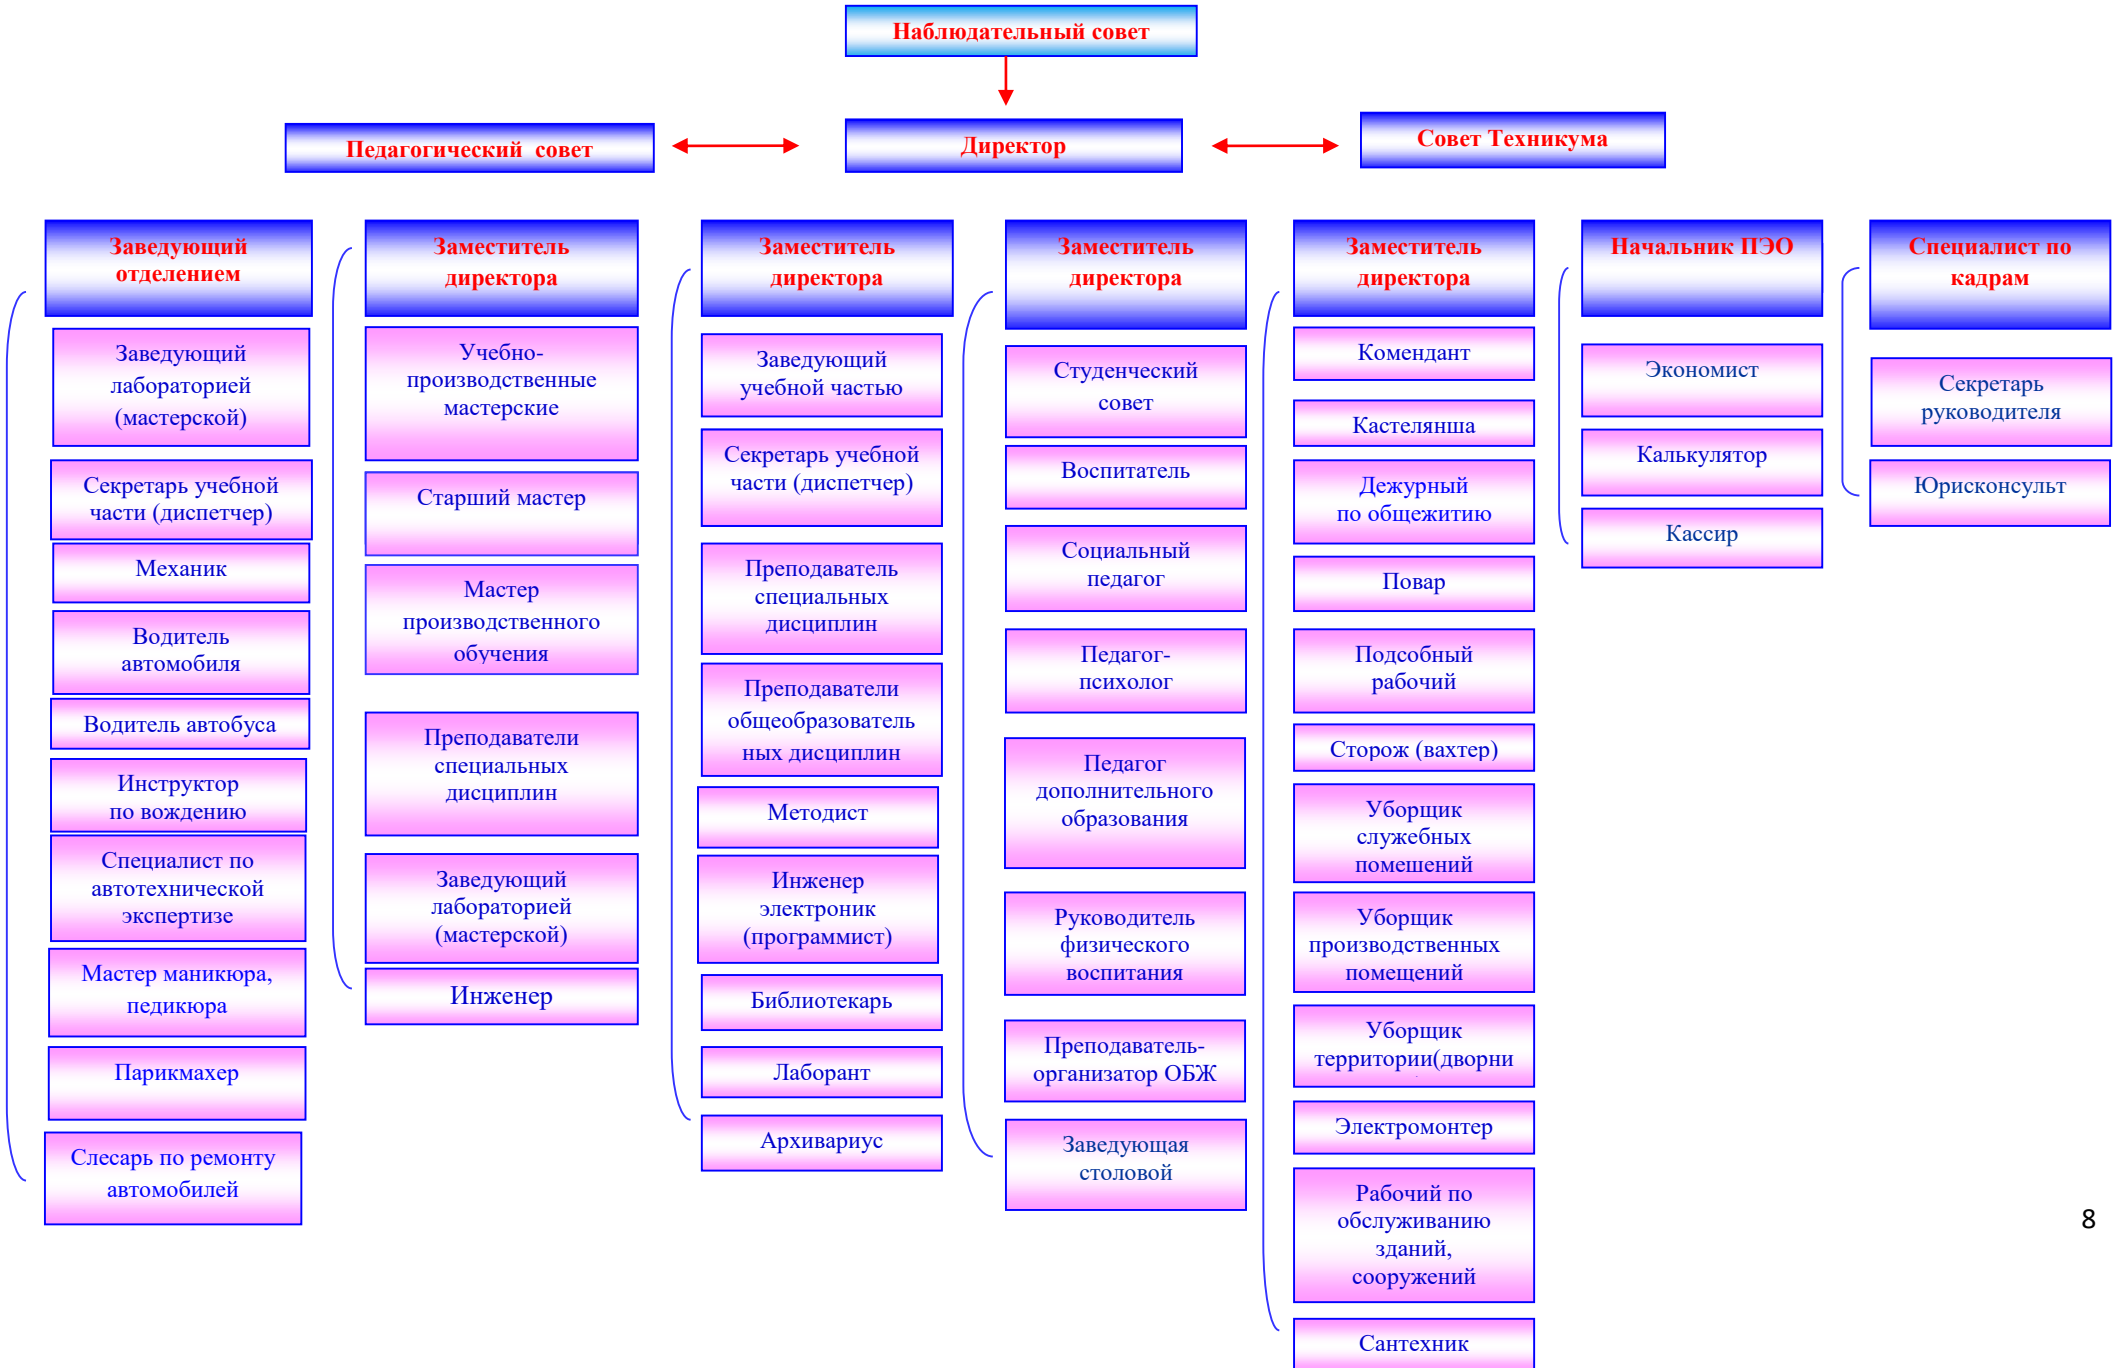 Наблюдательный совет
Педагогический совет
Директор
Совет Техникума
Заведующий
отделением
Заведующий
лабораторией
(мастерской)
Секретарь учебной
части (диспетчер)
Механик
Водитель
автомобиля
Водитель автобуса
Инструктор
по вождению
Специалист по
автотехнической
экспертизе
Мастер маникюра,
педикюра
Парикмахер
Слесарь по ремонту
автомобилей
Заместитель
директора
Учебно-
производственные
мастерские
Старший мастер
Мастер
производственного
обучения
Преподаватели
специальных
дисциплин
Заведующий
лабораторией
(мастерской)
Инженер
Заместитель
директора
Заведующий
учебной частью
Секретарь учебной
части (диспетчер)
Преподаватель
специальных
дисциплин
Преподаватели
общеобразователь
ных дисциплин
Методист
Инженер
электроник
(программист)
Библиотекарь
Лаборант
Архивариус
Заместитель
директора
Студенческий
совет
Воспитатель
Социальный
педагог
Педагог-
психолог
Педагог
дополнительного
образования
Руководитель
физического
воспитания
Преподаватель-
организатор ОБЖ
Заведующая
столовой
Заместитель
директора
Комендант
Кастелянша
Дежурный
по общежитию
Повар
Подсобный
рабочий
Сторож (вахтер)
Уборщик
служебных
помешений
Уборщик
производственных
помещений
Уборщик
территории(дворни
Электромонтер
Рабочий по
обслуживанию
зданий,
сооружений
Сантехник
Начальник ПЭО
Экономист
Калькулятор
Кассир
Специалист по
кадрам
Секретарь
руководителя
Юрисконсульт
8